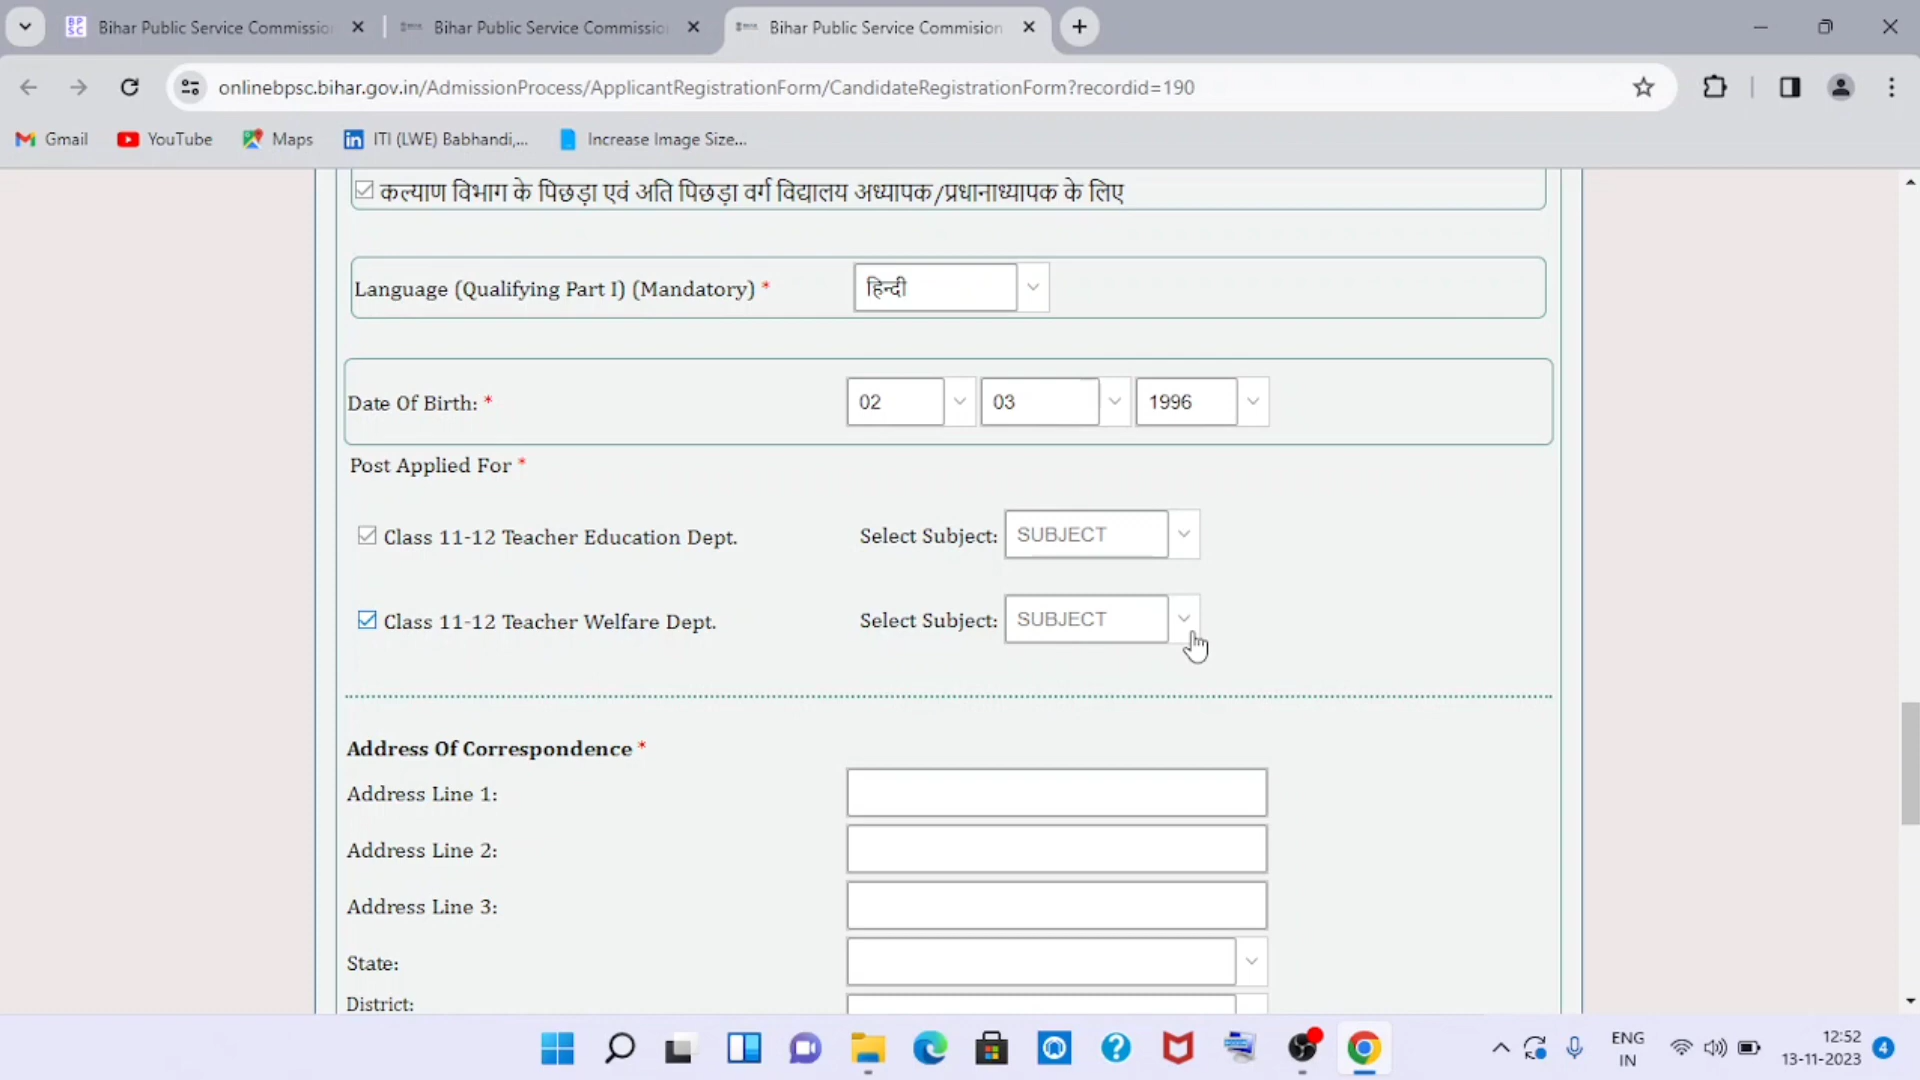 Bihar Public Service Commission
Bihar Public Service Commissio
Bihar Public Service Commision
onlinebpsc.bihar.gov.in/AdmissionProcess/ApplicantRegistrationForm/CandidateRegistrationForm?recordid=190
Gmail YouTube Maps ITI (LWE) Babhandi,... Increase Image Size...
कल्याण विभाग के पिछड़ा एवं अति पिछड़ा वर्ग विद्यालय अध्यापक/प्रधानाध्यापक के लिए
Language (Qualifying Part I) (Mandatory) * हिन्दी
Date Of Birth: * 02 03 1996
Post Applied For *
Class 11-12 Teacher Education Dept. Select Subject: SUBJECT
Class 11-12 Teacher Welfare Dept. Select Subject: SUBJECT
Address Of Correspondence *
Address Line 1:
Address Line 2:
Address Line 3:
State:
District:
ENG 12:52
IN 13-11-2023 4